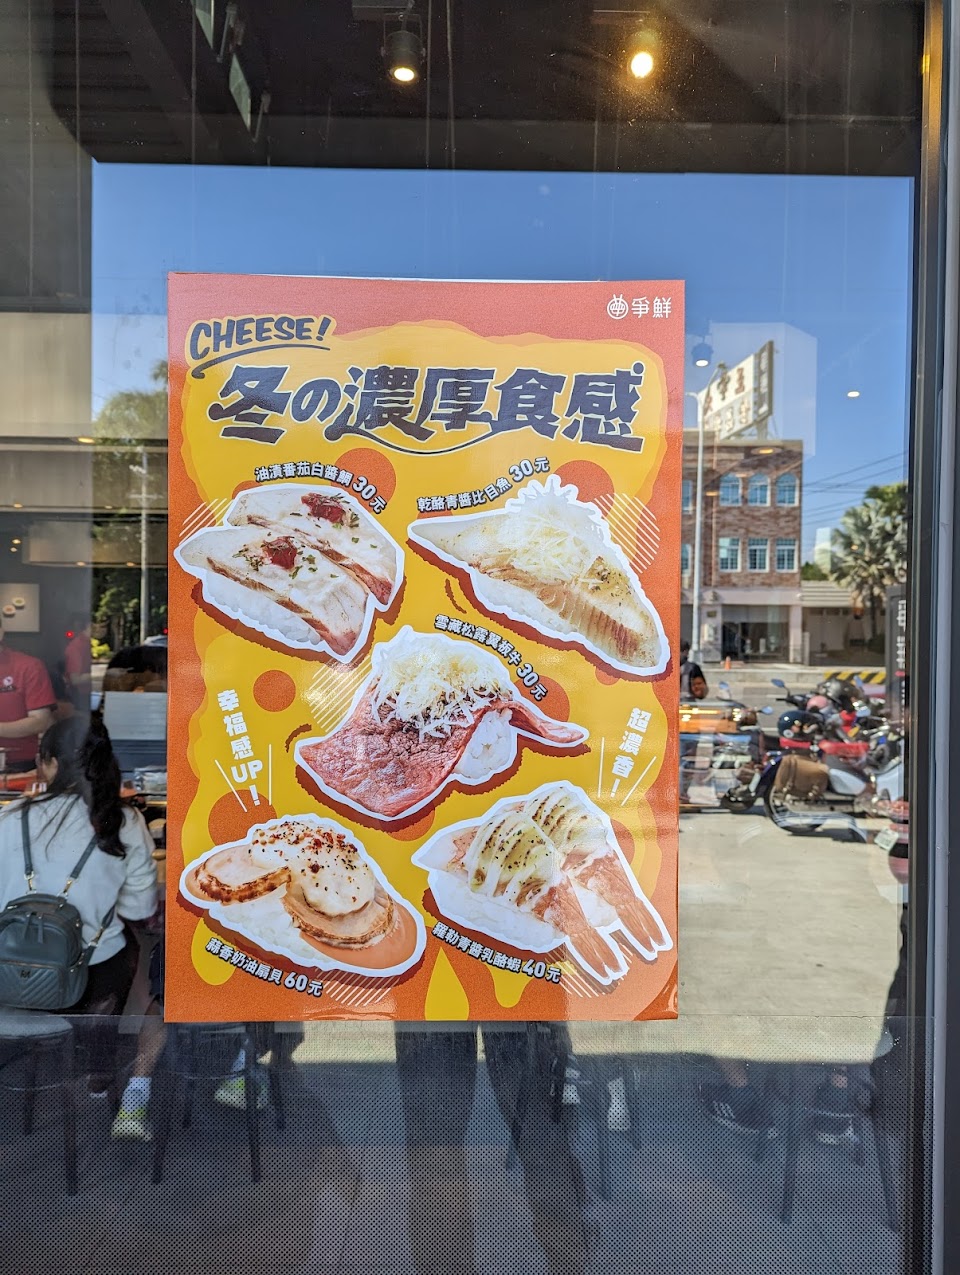 爭鮮
CHEESE!
冬の濃厚食感
油漬番茄白醬鯛 30元
乾酪青醬比目魚 30元
雪藏松露翼板牛 30元
幸福感UP!
超濃香!
蒜香奶油扇貝 60元
羅勒青醬乳酪蝦 40元